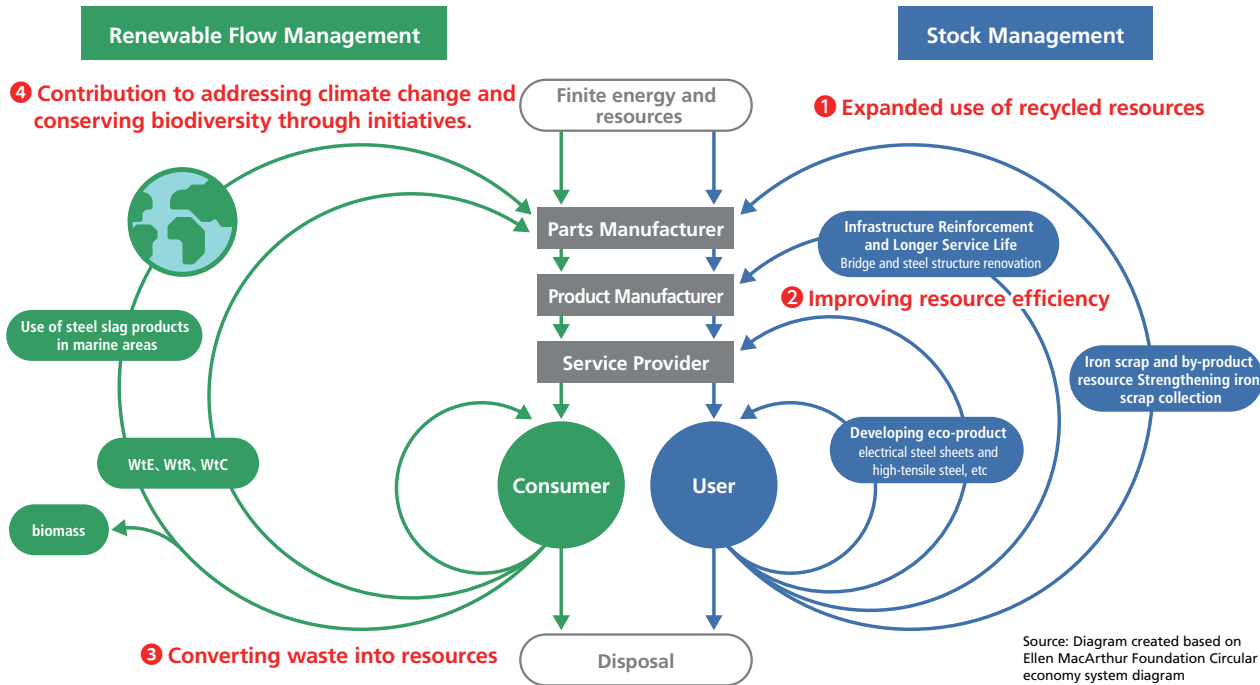 Renewable Flow Management
Stock Management
❹ Contribution to addressing climate change and
conserving biodiversity through initiatives.
Finite energy and
resources
❶ Expanded use of recycled resources
Parts Manufacturer
Infrastructure Reinforcement
and Longer Service Life
Bridge and steel structure renovation
Product Manufacturer
❷ Improving resource efficiency
Use of steel slag products
in marine areas
Service Provider
Iron scrap and by-product
resource Strengthening iron
scrap collection
Developing eco-product
electrical steel sheets and
high-tensile steel, etc
WtE、WtR、WtC
Consumer
User
biomass
❸ Converting waste into resources
Disposal
Source: Diagram created based on
Ellen MacArthur Foundation Circular
economy system diagram